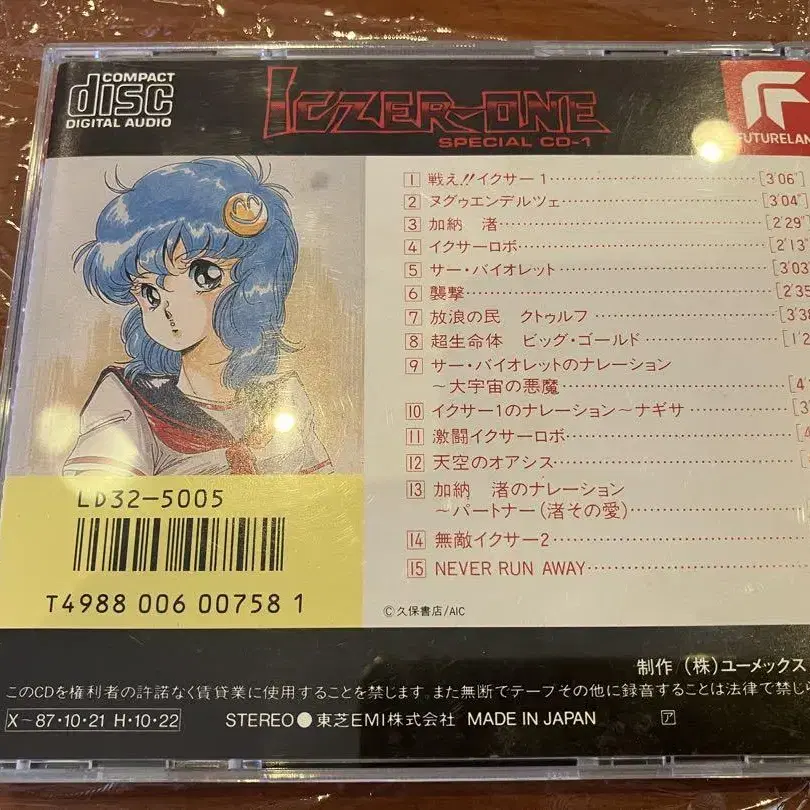 COMPACT
disc
DIGITAL AUDIO
ICZER-ONE
SPECIAL CD-1
FUTURELAN
1 戦え!!イクサー1 [3'06"]
2 ヌグゥエンデルツェ [3'04"]
3 加納 渚 [2'29"]
4 イクサーロボ [2'13"
5 サー・バイオレット [3'03"
6 襲撃 [2'35
7 放浪の民 クトゥルフ [3'38
8 超生命体 ビッグ・ゴールド [1'2
9 サー・バイオレットのナレーション
～大宇宙の悪魔 [4'
10 イクサー1のナレーション～ナギサ [3'
11 激闘イクサーロボ [4
12 天空のオアシス
13 加納 渚のナレーション
～パートナー(渚その愛)
14 無敵イクサー2
15 NEVER RUN AWAY
LD32-5005
T4988 006 00758 1
©久保書店/AIC
制作(株)ユーメックス
このCDを権利者の許諾なく賃貸業に使用することを禁じます。また無断でテープその他に録音することは法律で禁じら
X-87・10・21 H・10・22 STEREO●東芝EMI株式会社 MADE IN JAPAN ア